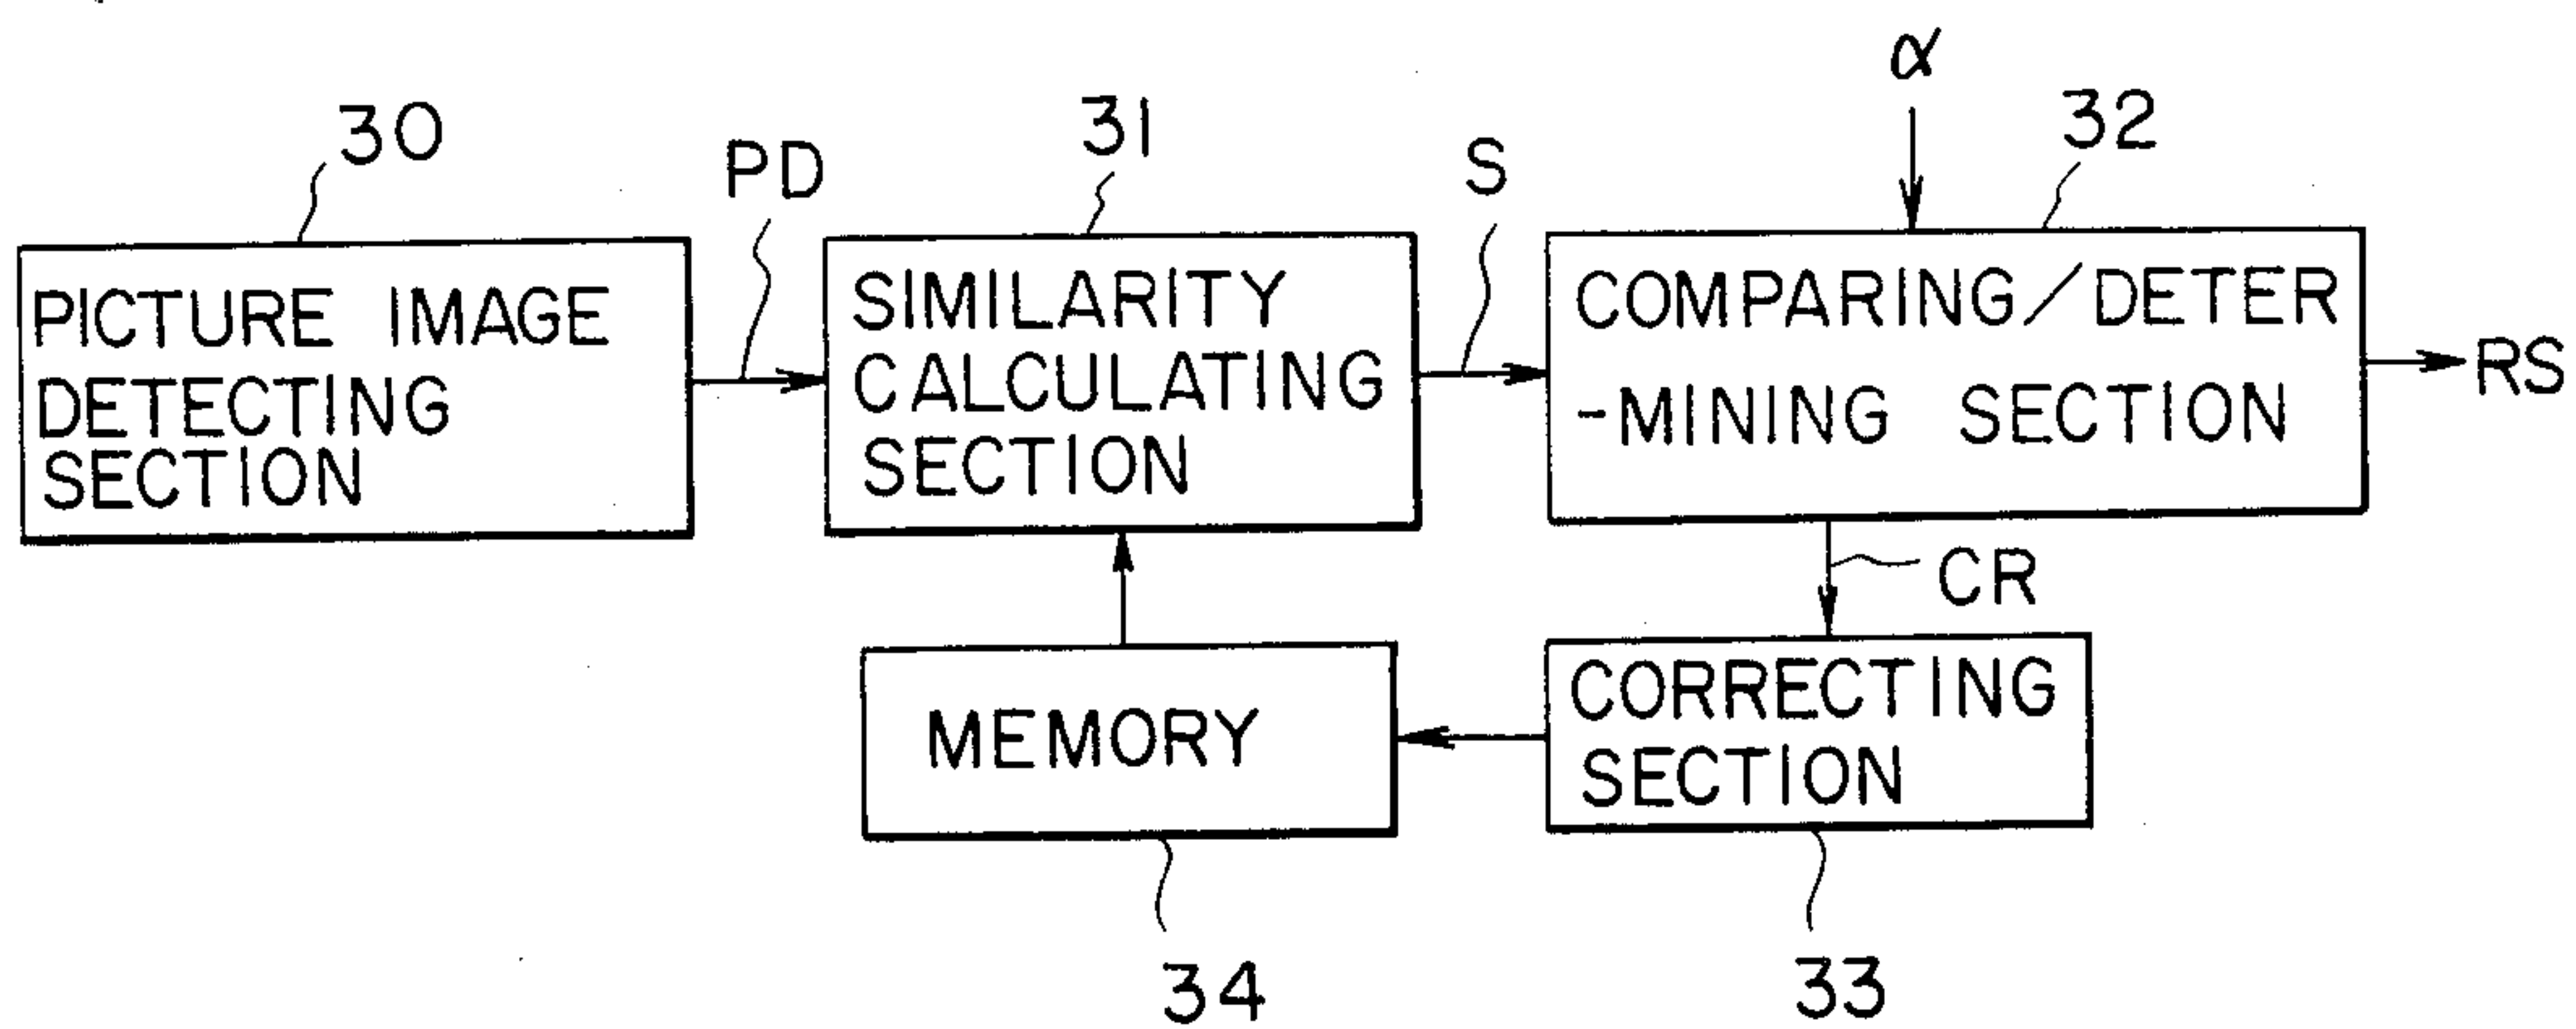 α
30
PD
31
S
32
PICTURE IMAGE
DETECTING
SECTION
SIMILARITY
CALCULATING
SECTION
COMPARING/DETER
-MINING SECTION
RS
CR
MEMORY
CORRECTING
SECTION
34
33